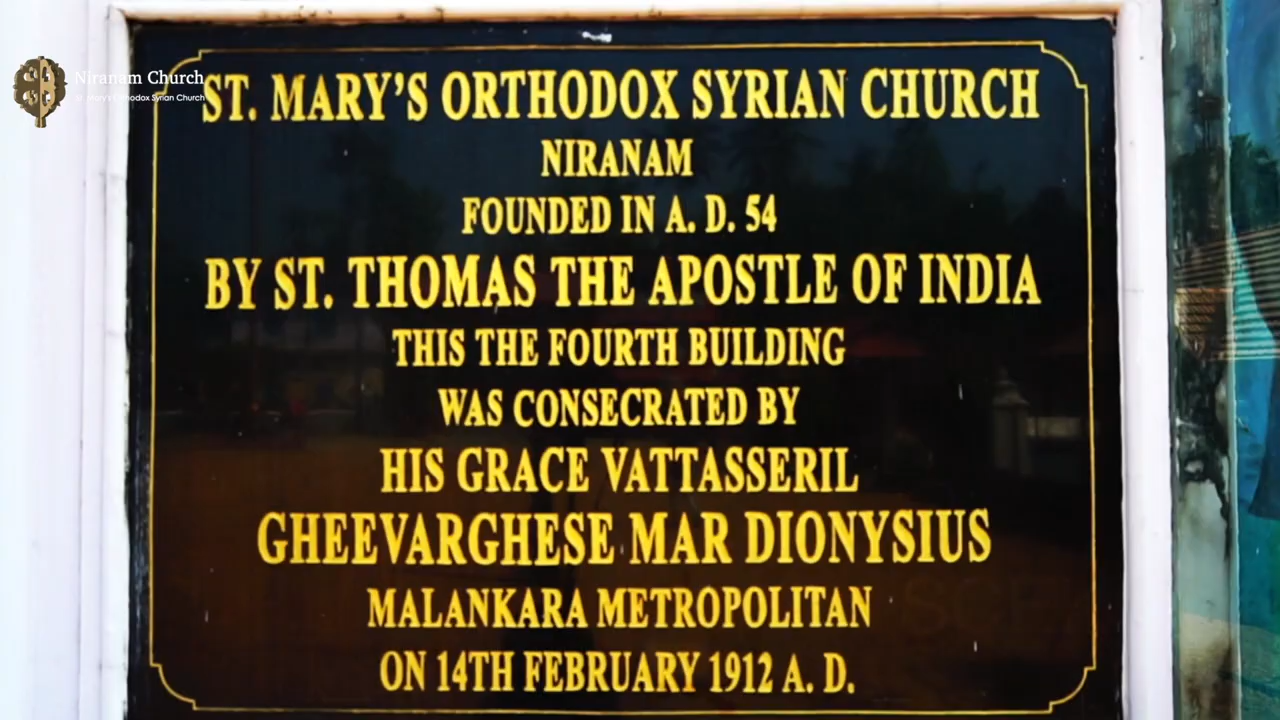 Niranam Church
St. Mary's Orthodox Syrian Church
ST. MARY'S ORTHODOX SYRIAN CHURCH
NIRANAM
FOUNDED IN A. D. 54
BY ST. THOMAS THE APOSTLE OF INDIA
THIS THE FOURTH BUILDING
WAS CONSECRATED BY
HIS GRACE VATTASSERIL
GHEEVARGHESE MAR DIONYSIUS
MALANKARA METROPOLITAN
ON 14TH FEBRUARY 1912 A. D.